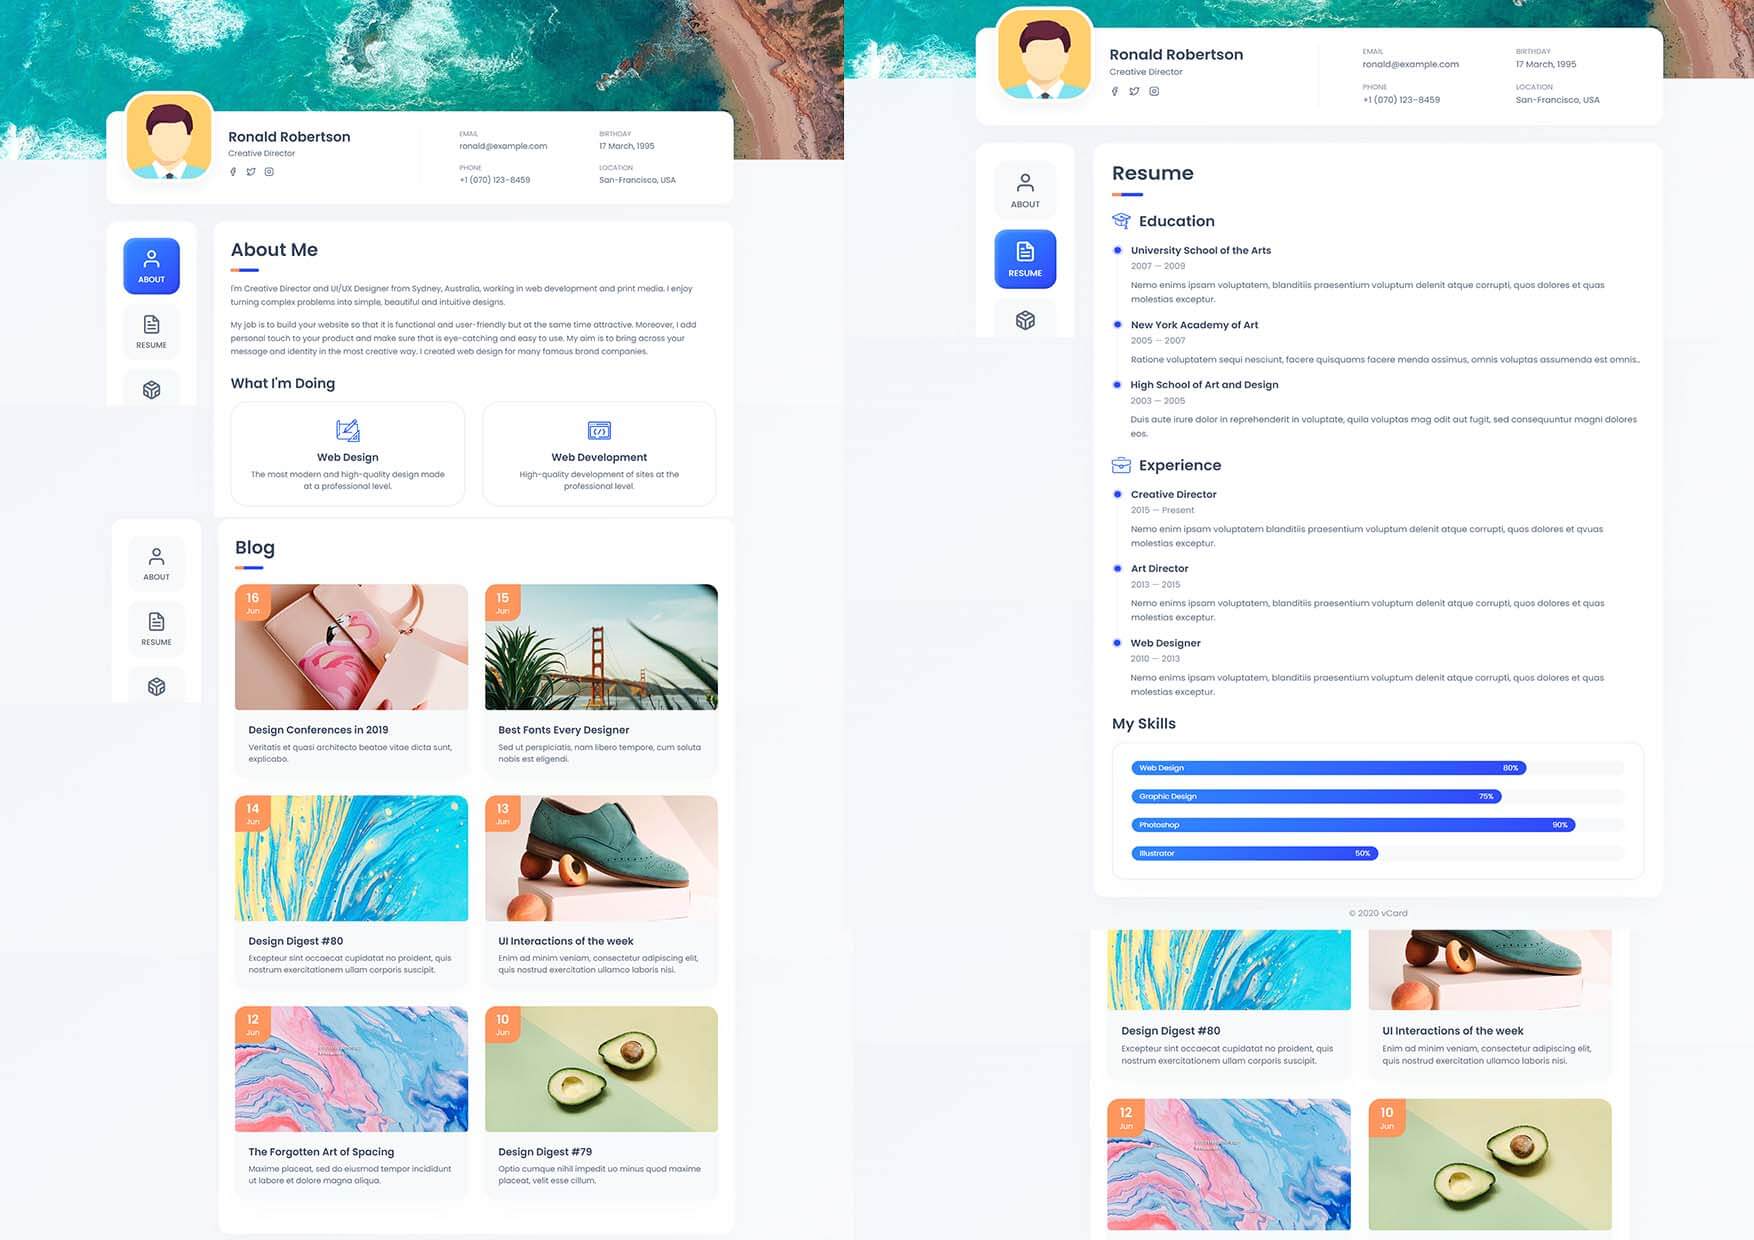 Ronald Robertson
Creative Director
EMAIL
ronald@example.com
BIRTHDAY
17 March, 1995
PHONE
+1 (070) 123-8459
LOCATION
San-Francisco, USA
ABOUT
RESUME
About Me
I'm Creative Director and UI/UX Designer from Sydney, Australia, working in web development and print media. I enjoy
turning complex problems into simple, beautiful and intuitive designs.
My job is to build your website so that it is functional and user-friendly but at the same time attractive. Moreover, I add
personal touch to your product and make sure that is eye-catching and easy to use. My aim is to bring across your
message and identity in the most creative way. I created web design for many famous brand companies.
What I'm Doing
Web Design
The most modern and high-quality design made
at a professional level.
Web Development
High-quality development of sites at the
professional level.
ABOUT
RESUME
Blog
16
Jun
Design Conferences in 2019
Veritatis et quasi architecto beatae vitae dicta sunt,
explicabo.
15
Jun
Best Fonts Every Designer
Sed ut perspiciatis, nam libero tempore, cum soluta
nobis est eligendi.
14
Jun
Design Digest #80
Excepteur sint occaecat cupidatat no proident, quis
nostrum exercitationem ullam corporis suscipit.
13
Jun
UI Interactions of the week
Enim ad minim veniam, consectetur adipiscing elit,
quis nostrud exercitation ullamco laboris nisi.
12
Jun
The Forgotten Art of Spacing
Maxime placeat, sed do eiusmod tempor incididunt
ut labore et dolore magna aliqua.
10
Jun
Design Digest #79
Optio cumque nihil impedit uo minus quod maxime
placeat, velit esse cillum.
Ronald Robertson
Creative Director
EMAIL
ronald@example.com
BIRTHDAY
17 March, 1995
PHONE
+1 (070) 123-8459
LOCATION
San-Francisco, USA
ABOUT
RESUME
Resume
Education
University School of the Arts
2007 — 2009
Nemo enims ipsam voluptatem, blanditiis praesentium voluptum delenit atque corrupti, quos dolores et quas
molestias exceptur.
New York Academy of Art
2005 — 2007
Ratione voluptatem sequi nesciunt, facere quisquams facere menda ossimus, omnis voluptas assumenda est omnis..
High School of Art and Design
2003 — 2005
Duis aute irure dolor in reprehenderit in voluptate, quila voluptas mag odit aut fugit, sed consequuntur magni dolores
eos.
Experience
Creative Director
2015 — Present
Nemo enim ipsam voluptatem blanditiis praesentium voluptum delenit atque corrupti, quos dolores et qvuas
molestias exceptur.
Art Director
2013 — 2015
Nemo enims ipsam voluptatem, blanditiis praesentium voluptum delenit atque corrupti, quos dolores et quas
molestias exceptur.
Web Designer
2010 — 2013
Nemo enims ipsam voluptatem, blanditiis praesentium voluptum delenit atque corrupti, quos dolores et quas
molestias exceptur.
My Skills
Web Design 80%
Graphic Design 75%
Photoshop 90%
Illustrator 50%
© 2020 vCard
Design Digest #80
Excepteur sint occaecat cupidatat no proident, quis
nostrum exercitationem ullam corporis suscipit.
UI Interactions of the week
Enim ad minim veniam, consectetur adipiscing elit,
quis nostrud exercitation ullamco laboris nisi.
12
Jun
10
Jun